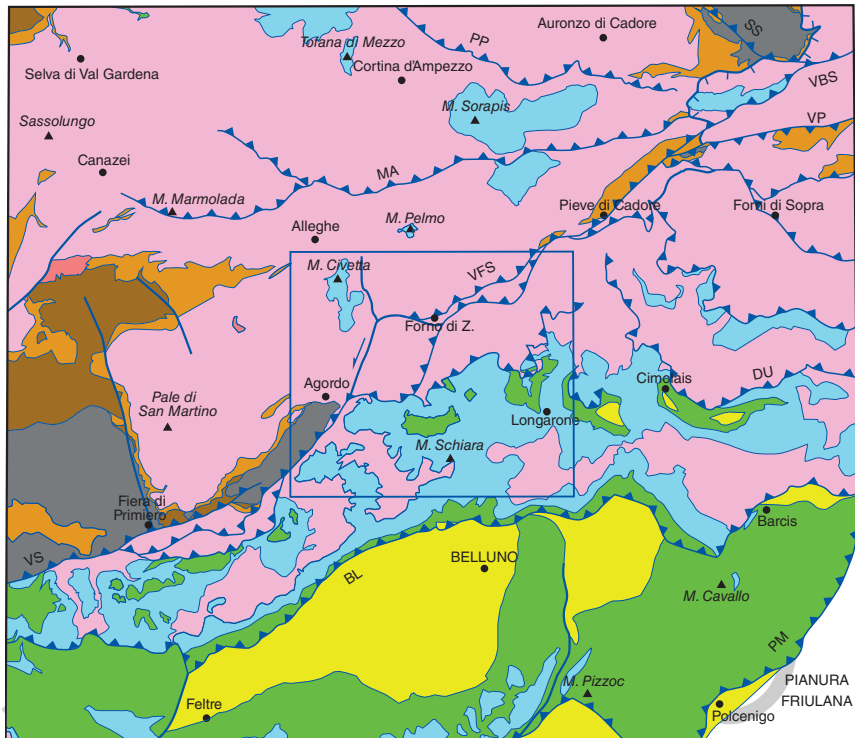 Auronzo di Cadore
SS
PP
Tofana di Mezzo
Selva di Val Gardena
Cortina d'Ampezzo
VBS
M. Sorapis
VP
Sassolungo
Canazei
MA
M. Marmolada
Pieve di Cadore
Forni di Sopra
M. Pelmo
Alleghe
M. Civetta
VFS
Forno di Z.
DU
Cimolais
Agordo
Pale di
San Martino
Longarone
M. Schiara
Fiera di
Primiero
Barcis
VS
BELLUNO
BL
M. Cavallo
PM
PIANURA
FRIULANA
M. Pizzoc
Feltre
Polcenigo